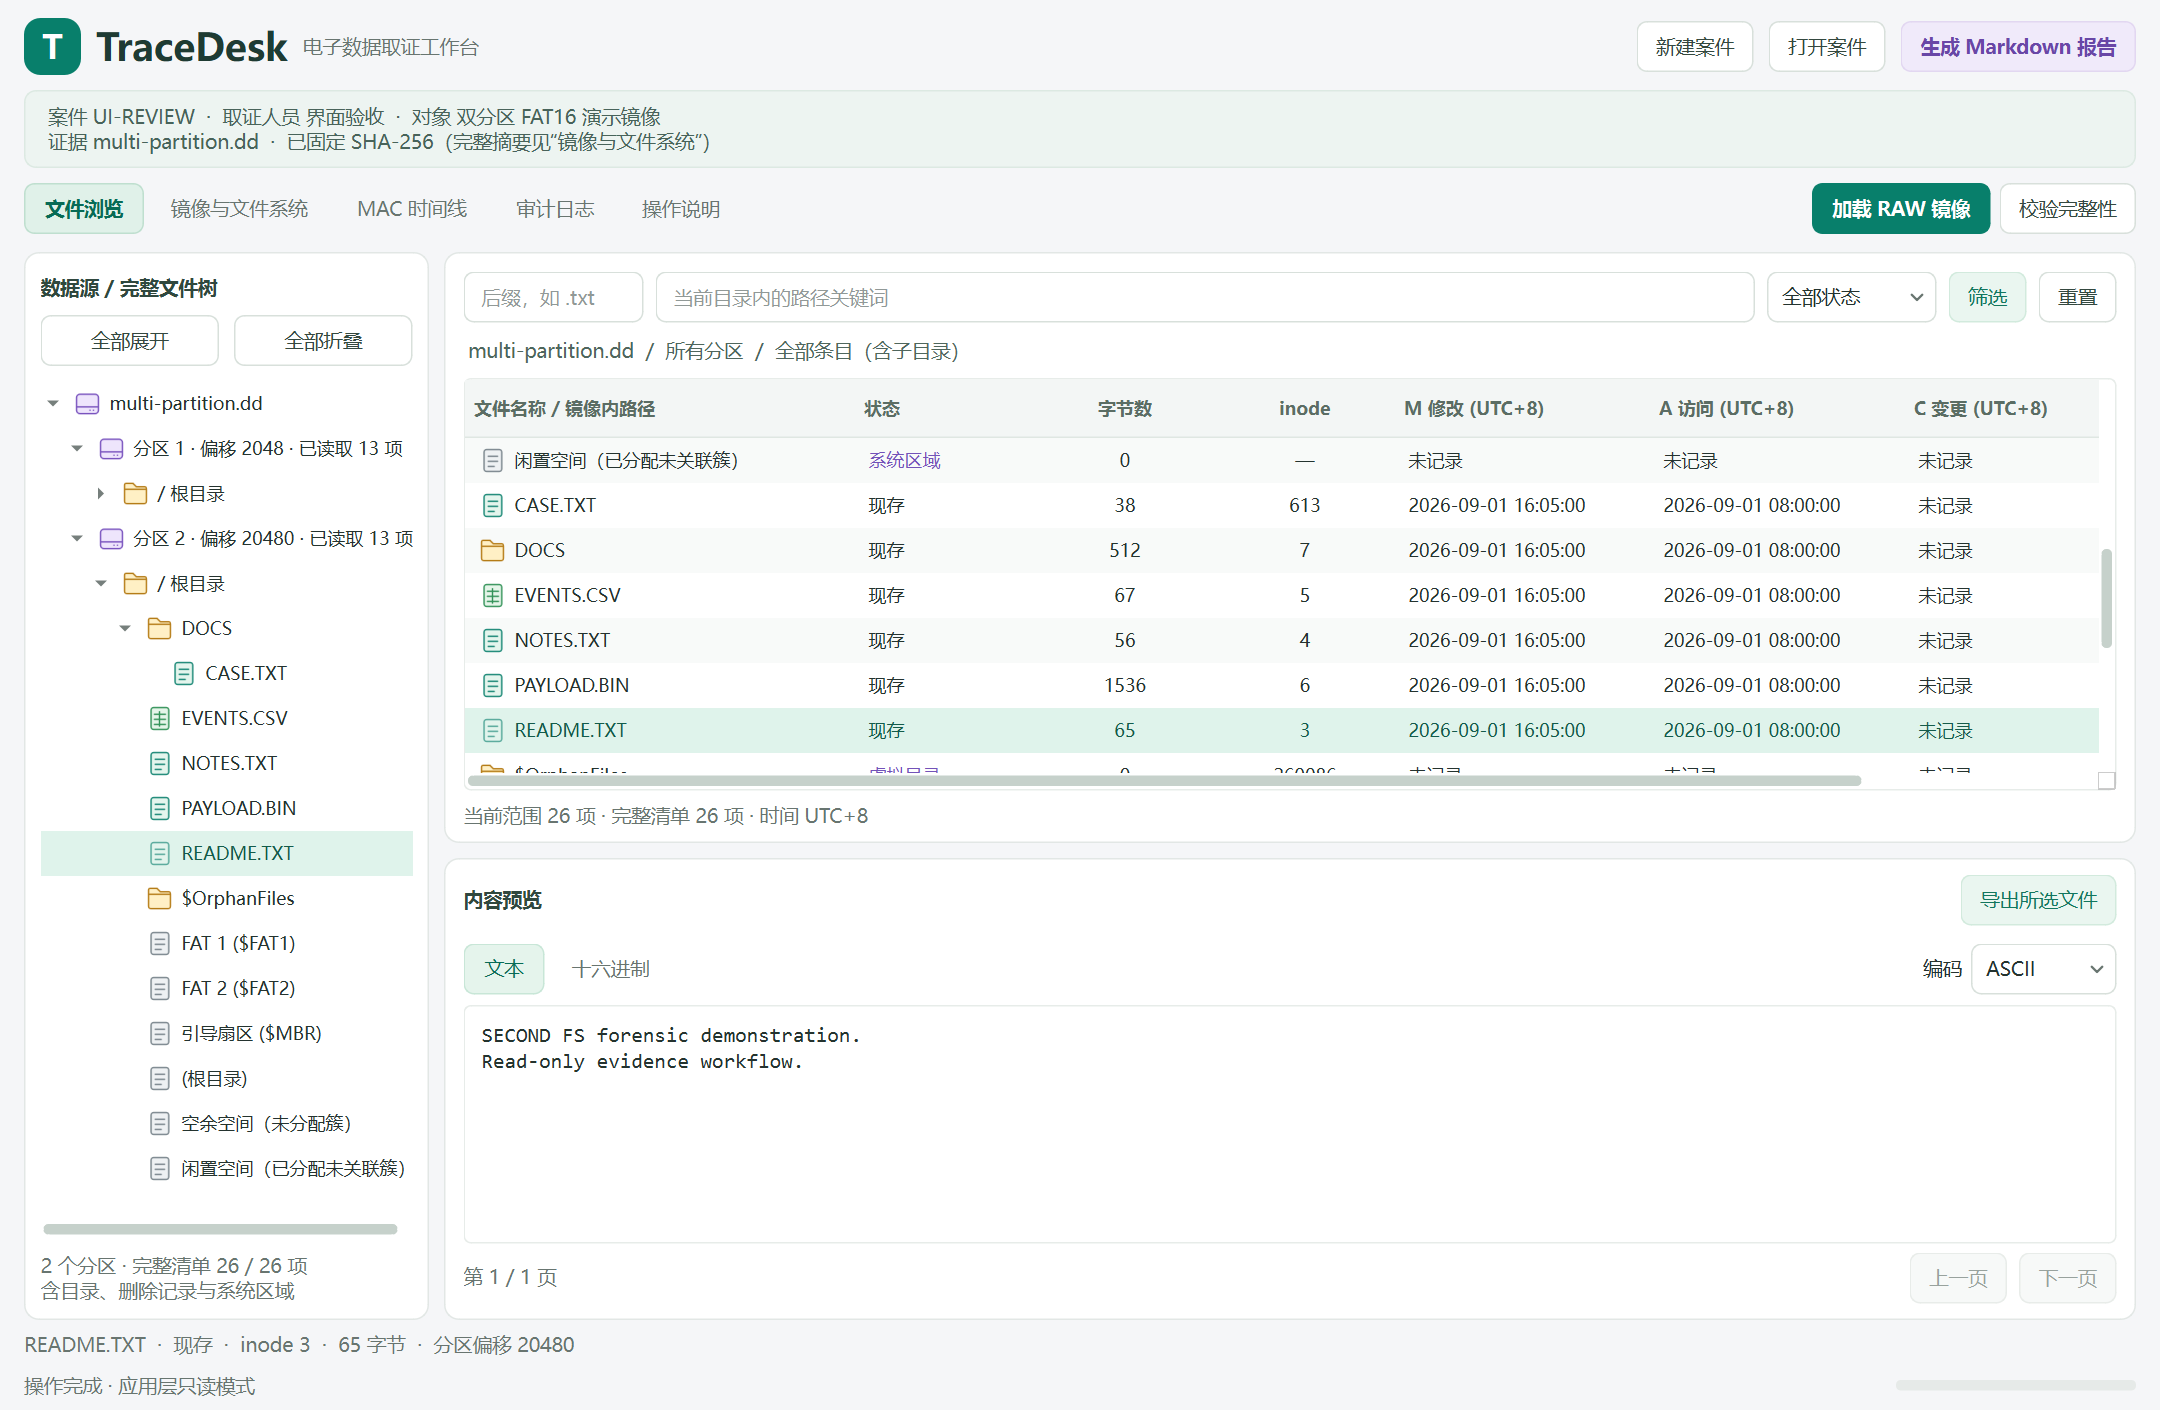 T TraceDesk 电子数据取证工作台 新建案件 打开案件 生成 Markdown 报告
案件 UI-REVIEW · 取证人员 界面验收 · 对象 双分区 FAT16 演示镜像
证据 multi-partition.dd · 已固定 SHA-256（完整摘要见“镜像与文件系统”）
文件浏览 镜像与文件系统 MAC 时间线 审计日志 操作说明 加载 RAW 镜像 校验完整性
数据源 / 完整文件树
全部展开 全部折叠
multi-partition.dd
分区 1 · 偏移 2048 · 已读取 13 项
/ 根目录
分区 2 · 偏移 20480 · 已读取 13 项
/ 根目录
DOCS
CASE.TXT
EVENTS.CSV
NOTES.TXT
PAYLOAD.BIN
README.TXT
$OrphanFiles
FAT 1 ($FAT1)
FAT 2 ($FAT2)
引导扇区 ($MBR)
(根目录)
空余空间（未分配簇）
闲置空间（已分配未关联簇）
2 个分区 · 完整清单 26 / 26 项
含目录、删除记录与系统区域
后缀，如 .txt 当前目录内的路径关键词 全部状态 筛选 重置
multi-partition.dd / 所有分区 / 全部条目（含子目录）
文件名称 / 镜像内路径 状态 字节数 inode M 修改 (UTC+8) A 访问 (UTC+8) C 变更 (UTC+8)
闲置空间（已分配未关联簇） 系统区域 0 — 未记录 未记录 未记录
CASE.TXT 现存 38 613 2026-09-01 16:05:00 2026-09-01 08:00:00 未记录
DOCS 现存 512 7 2026-09-01 16:05:00 2026-09-01 08:00:00 未记录
EVENTS.CSV 现存 67 5 2026-09-01 16:05:00 2026-09-01 08:00:00 未记录
NOTES.TXT 现存 56 4 2026-09-01 16:05:00 2026-09-01 08:00:00 未记录
PAYLOAD.BIN 现存 1536 6 2026-09-01 16:05:00 2026-09-01 08:00:00 未记录
README.TXT 现存 65 3 2026-09-01 16:05:00 2026-09-01 08:00:00 未记录
$OrphanFiles 虚拟目录 0 未记录 未记录 未记录
当前范围 26 项 · 完整清单 26 项 · 时间 UTC+8
内容预览 导出所选文件
文本 十六进制 编码 ASCII
SECOND FS forensic demonstration.
Read-only evidence workflow.
第 1 / 1 页 上一页 下一页
README.TXT · 现存 · inode 3 · 65 字节 · 分区偏移 20480
操作完成 · 应用层只读模式